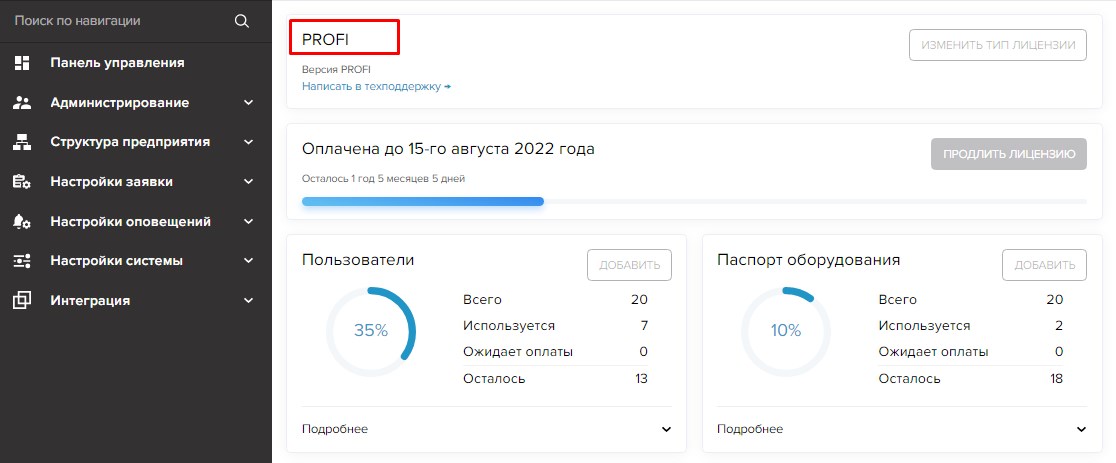 Поиск по навигации
Панель управления
Администрирование
Структура предприятия
Настройки заявки
Настройки оповещений
Настройки системы
Интеграция
PROFI
ИЗМЕНИТЬ ТИП ЛИЦЕНЗИИ
Версия PROFI
Написать в техподдержку →
Оплачена до 15-го августа 2022 года
ПРОДЛИТЬ ЛИЦЕНЗИЮ
Осталось 1 год 5 месяцев 5 дней
Пользователи
ДОБАВИТЬ
35%
Всего 20
Используется 7
Ожидает оплаты 0
Осталось 13
Подробнее
Паспорт оборудования
ДОБАВИТЬ
10%
Всего 20
Используется 2
Ожидает оплаты 0
Осталось 18
Подробнее